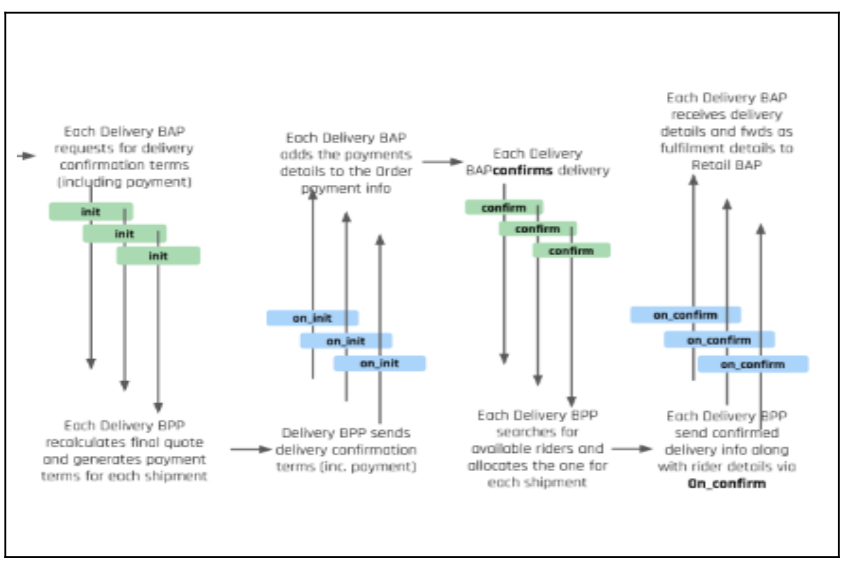 Each Delivery BAP
requests for delivery
confirmation terms
(including payment)
init
init
init
Each Delivery BPP
recalculates final quote
and generates payment
terms for each shipment
Each Delivery BAP
adds the payments
details to the Order
payment info
on_init
on_init
on_init
Delivery BPP sends
delivery confirmation
terms (inc. payment)
Each Delivery
BAPconfirms delivery
confirm
confirm
confirm
Each Delivery BPP
searches for
available riders and
allocates the one for
each shipment
Each Delivery BAP
receives delivery
details and fwds as
fulfilment details to
Retail BAP
on_confirm
on_confirm
on_confirm
Each Delivery BPP
send confirmed
delivery info along
with rider details via
On_confirm